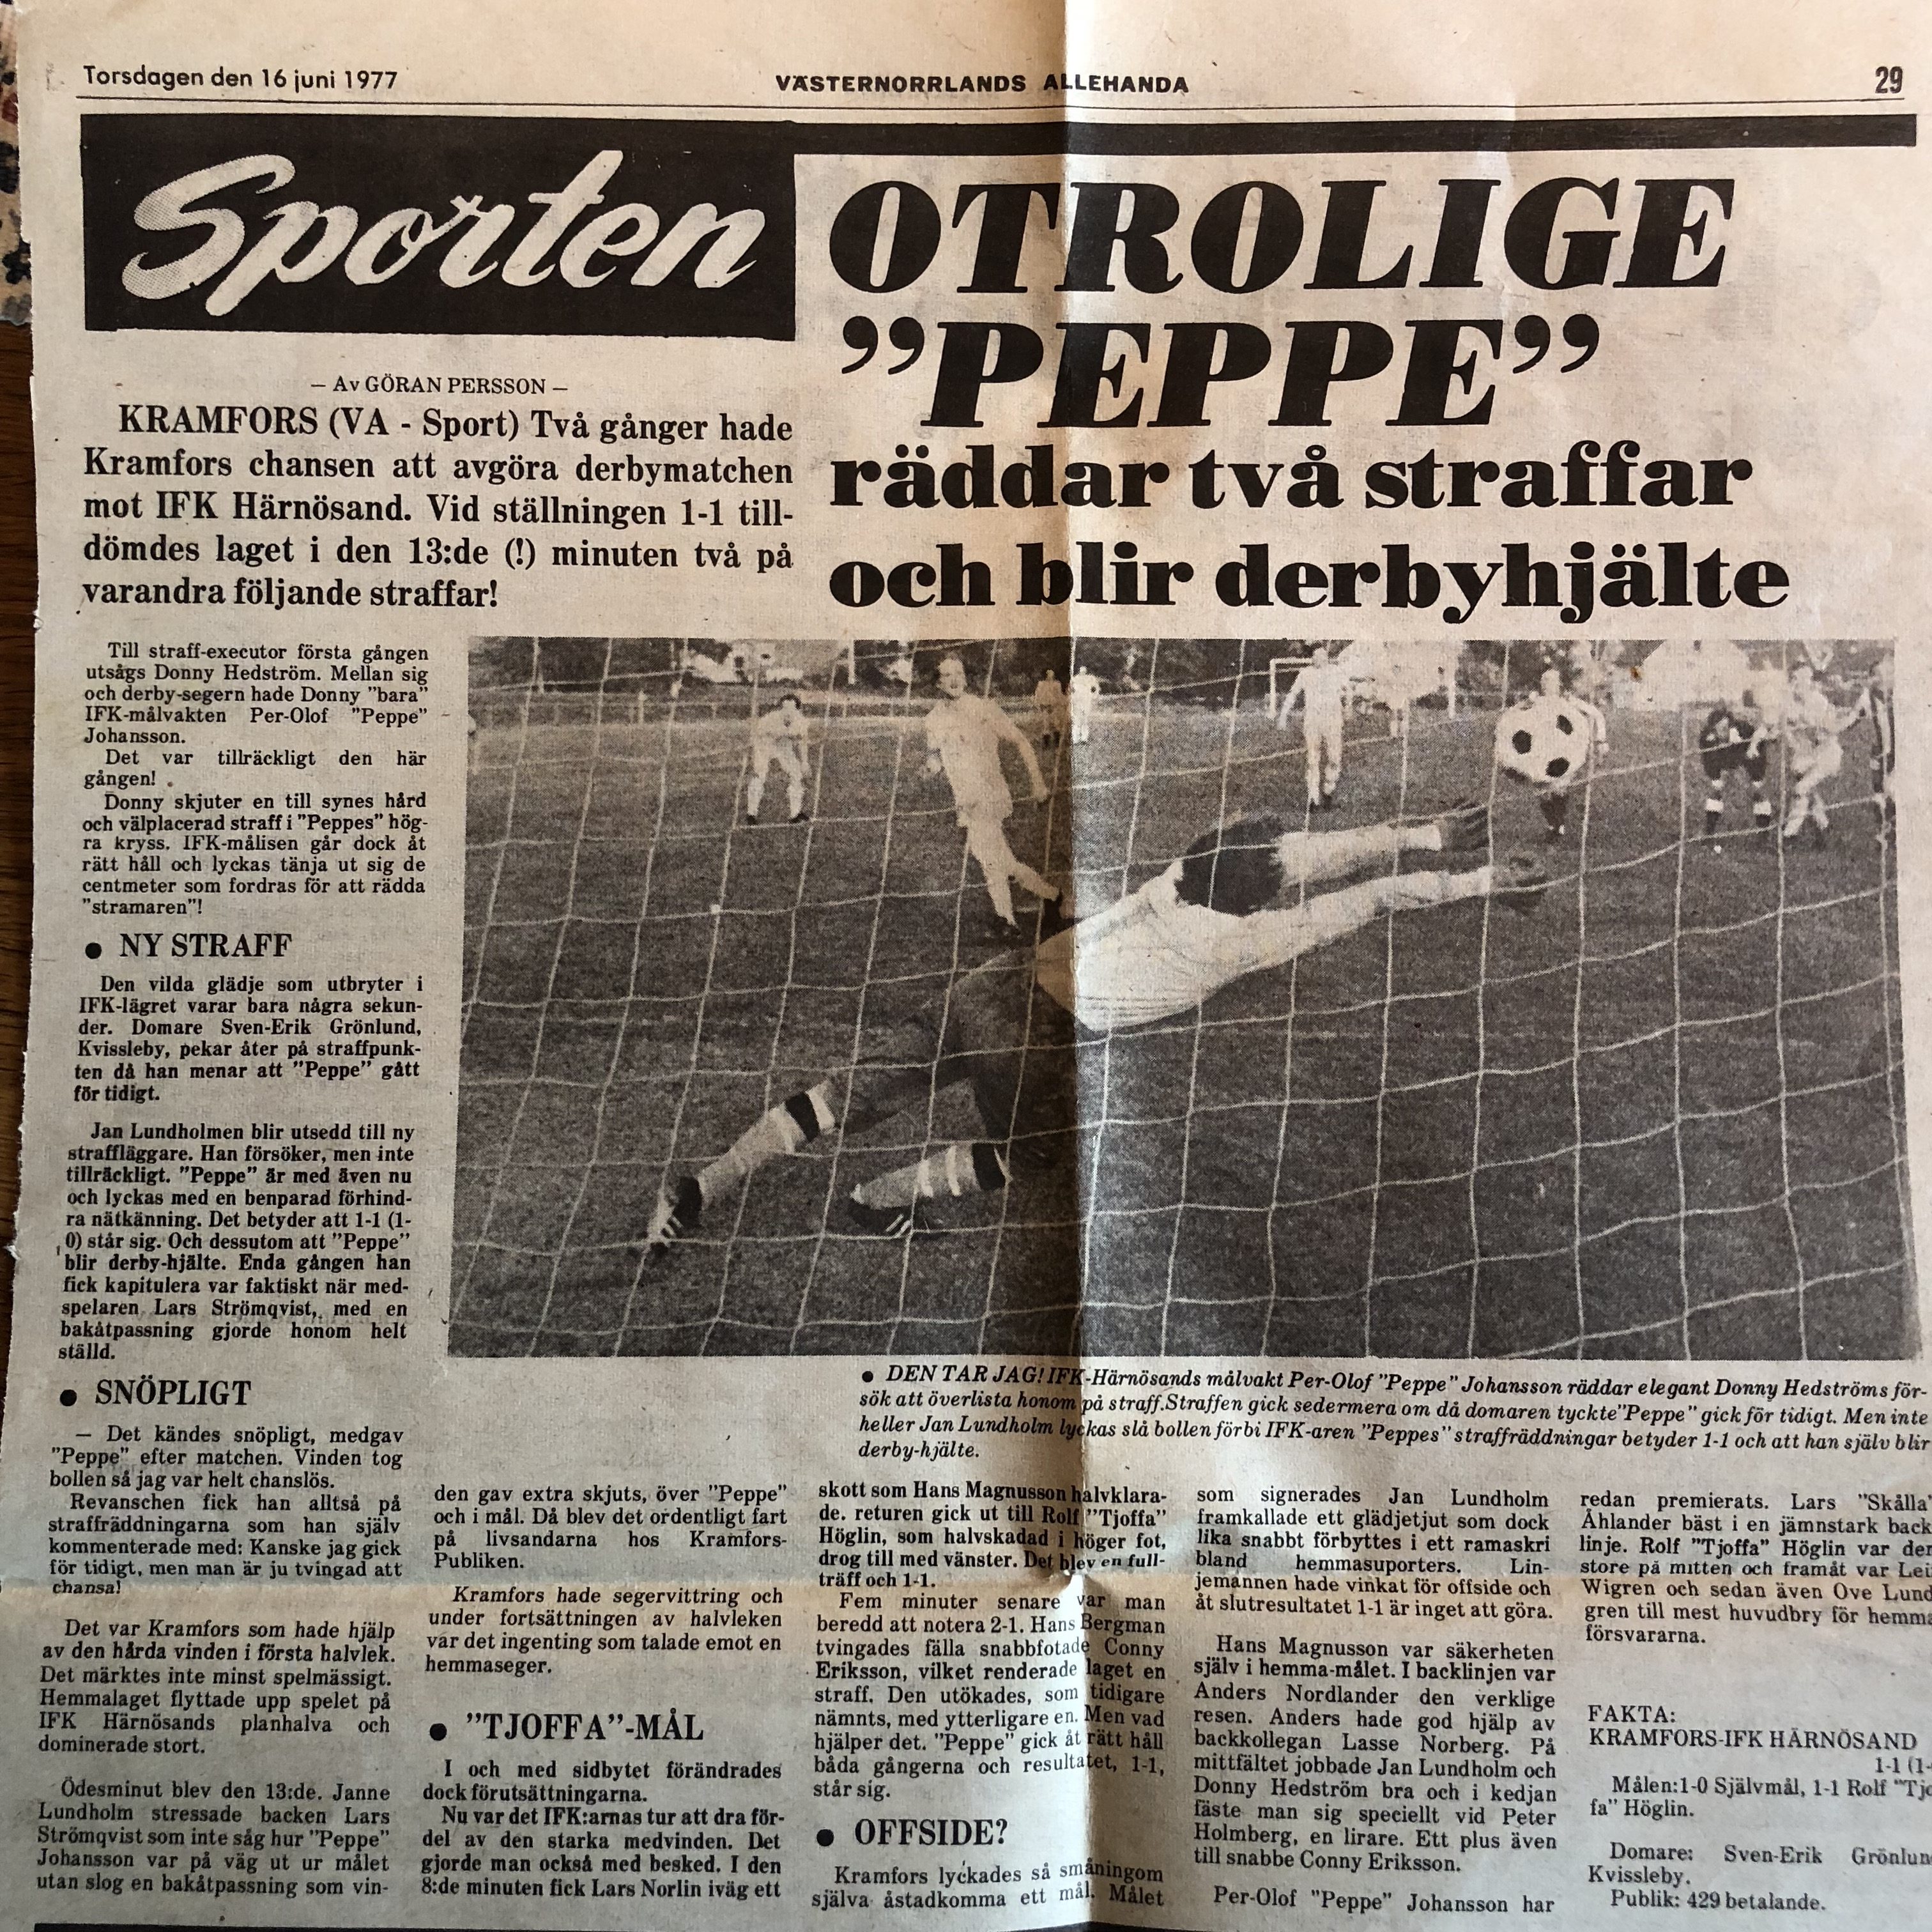 Torsdagen den 16 juni 1977
VÄSTERNORRLANDS ALLEHANDA
29
Sporten
OTROLIGE
”PEPPE”
räddar två straffar
och blir derbyhjälte
— Av GÖRAN PERSSON —
KRAMFORS (VA - Sport) Två gånger hade
Kramfors chansen att avgöra derbymatchen
mot IFK Härnösand. Vid ställningen 1-1 till-
dömdes laget i den 13:de (!) minuten två på
varandra följande straffar!
Till straff-executor första gången
utsågs Donny Hedström. Mellan sig
och derby-segern hade Donny ”bara”
IFK-målvakten Per-Olof ”Peppe”
Johansson.
Det var tillräckligt den här
gången!
Donny skjuter en till synes hård
och välplacerad straff i ”Peppes” hög-
ra kryss. IFK-målisen går dock åt
rätt håll och lyckas tänja ut sig de
centmeter som fordras för att rädda
”stramaren”!
● NY STRAFF
Den vilda glädje som utbryter i
IFK-lägret varar bara några sekun-
der. Domare Sven-Erik Grönlund,
Kvissleby, pekar åter på straffpunk-
ten då han menar att ”Peppe” gått
för tidigt.
Jan Lundholmen blir utsedd till ny
straffläggare. Han försöker, men inte
tillräckligt. ”Peppe” är med även nu
och lyckas med en benparad förhind-
ra nätkänning. Det betyder att 1-1 (1-
0) står sig. Och dessutom att ”Peppe”
blir derby-hjälte. Enda gången han
fick kapitulera var faktiskt när med-
spelaren Lars Strömqvist, med en
bakåtpassning gjorde honom helt
ställd.
● SNÖPLIGT
— Det kändes snöpligt, medgav
”Peppe” efter matchen. Vinden tog
bollen så jag var helt chanslös.
Revanschen fick han alltså på
straffräddningarna som han själv
kommenterade med: Kanske jag gick
för tidigt, men man är ju tvingad att
chansa!
Det var Kramfors som hade hjälp
av den hårda vinden i första halvlek.
Det märktes inte minst spelmässigt.
Hemmalaget flyttade upp spelet på
IFK Härnösands planhalva och
dominerade stort.
Ödesminut blev den 13:de. Janne
Lundholm stressade backen Lars
Strömqvist som inte såg hur ”Peppe”
Johansson var på väg ut ur målet
utan slog en bakåtpassning som vin-
● DEN TAR JAG! IFK-Härnösands målvakt Per-Olof ”Peppe” Johansson räddar elegant Donny Hedströms för-
sök att överlista honom på straff.Straffen gick sedermera om då domaren tyckte”Peppe” gick för tidigt. Men inte
heller Jan Lundholm lyckas slå bollen förbi IFK-aren ”Peppes” straffräddningar betyder 1-1 och att han själv blir
derby-hjälte.
den gav extra skjuts, över ”Peppe”
och i mål. Då blev det ordentligt fart
på livsandarna hos Kramfors-
Publiken.
Kramfors hade segervittring och
under fortsättningen av halvleken
var det ingenting som talade emot en
hemmaseger.
● ”TJOFFA”-MÅL
I och med sidbytet förändrades
dock förutsättningarna.
Nu var det IFK:arnas tur att dra för-
del av den starka medvinden. Det
gjorde man också med besked. I den
8:de minuten fick Lars Norlin iväg ett
skott som Hans Magnusson halvklara-
de. returen gick ut till Rolf ”Tjoffa”
Höglin, som halvskadad i höger fot,
drog till med vänster. Det blev en full-
träff och 1-1.
Fem minuter senare var man
beredd att notera 2-1. Hans Bergman
tvingades fälla snabbfotade Conny
Eriksson, vilket renderade laget en
straff. Den utökades, som tidigare
nämnts, med ytterligare en. Men vad
hjälper det. ”Peppe” gick åt rätt håll
båda gångerna och resultatet, 1-1,
står sig.
● OFFSIDE?
Kramfors lyckades så småningom
själva åstadkomma ett mål. Målet
som signerades Jan Lundholm
framkallade ett glädjetjut som dock
lika snabbt förbyttes i ett ramaskri
bland hemmasuporters. Lin-
jemännen hade vinkat för offside och
åt slutresultatet 1-1 är inget att göra.
Hans Magnusson var säkerheten
själv i hemma-målet. I backlinjen var
Anders Nordlander den verklige
resen. Anders hade god hjälp av
backkollegan Lasse Norberg. På
mittfältet jobbade Jan Lundholm och
Donny Hedström bra och i kedjan
fäste man sig speciellt vid Peter
Holmberg, en lirare. Ett plus även
till snabbe Conny Eriksson.
Per-Olof ”Peppe” Johansson har
redan premierats. Lars ”Skålla”
Åhlander bäst i en jämnstark back
linje. Rolf ”Tjoffa” Höglin var den
store på mitten och framåt var
Wigren och sedan även Ove Lund
gren till mest huvudbry för hemma
försvararna.
FAKTA:
KRAMFORS-IFK HÄRNÖSAND
1-1 (1-
Målen:1-0 Självmål, 1-1 Rolf ”Tjo
fa” Höglin.
Domare: Sven-Erik Grönlun
Kvissleby.
Publik: 429 betalande.